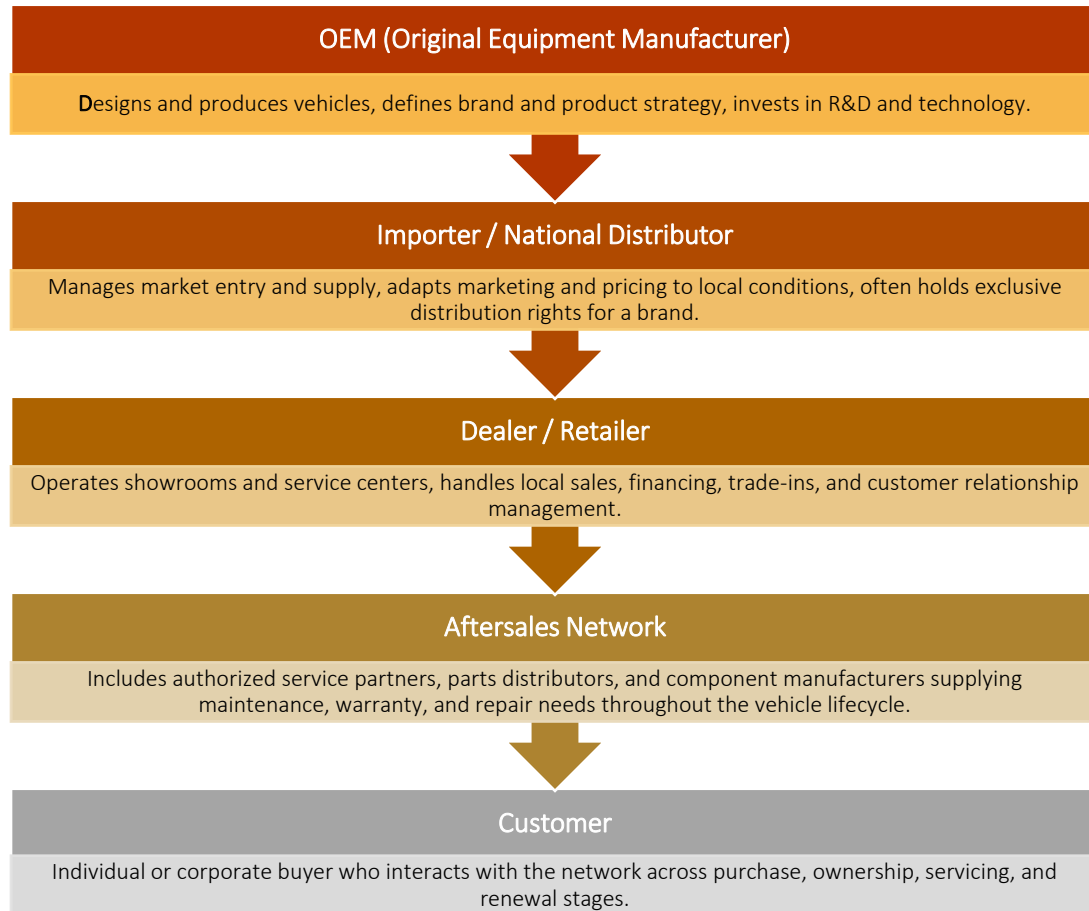 OEM (Original Equipment Manufacturer)
Designs and produces vehicles, defines brand and product strategy, invests in R&D and technology.
Importer / National Distributor
Manages market entry and supply, adapts marketing and pricing to local conditions, often holds exclusive
distribution rights for a brand.
Dealer / Retailer
Operates showrooms and service centers, handles local sales, financing, trade-ins, and customer relationship
management.
Aftersales Network
Includes authorized service partners, parts distributors, and component manufacturers supplying
maintenance, warranty, and repair needs throughout the vehicle lifecycle.
Customer
Individual or corporate buyer who interacts with the network across purchase, ownership, servicing, and
renewal stages.